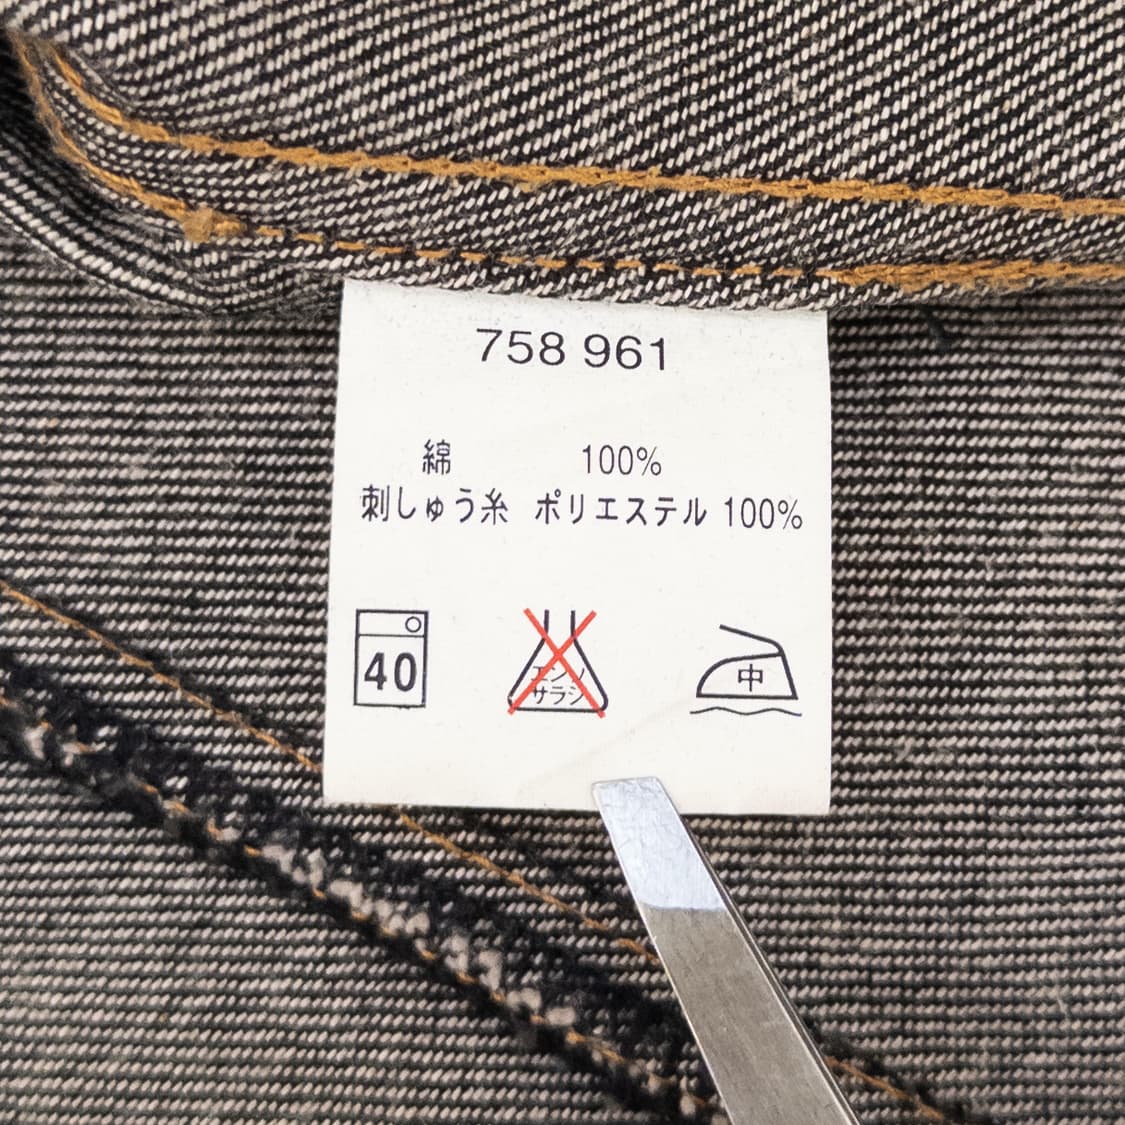 758 961
綿 100%
刺しゅう糸 ポリエステル 100%
40
エンソ
サラシ
中